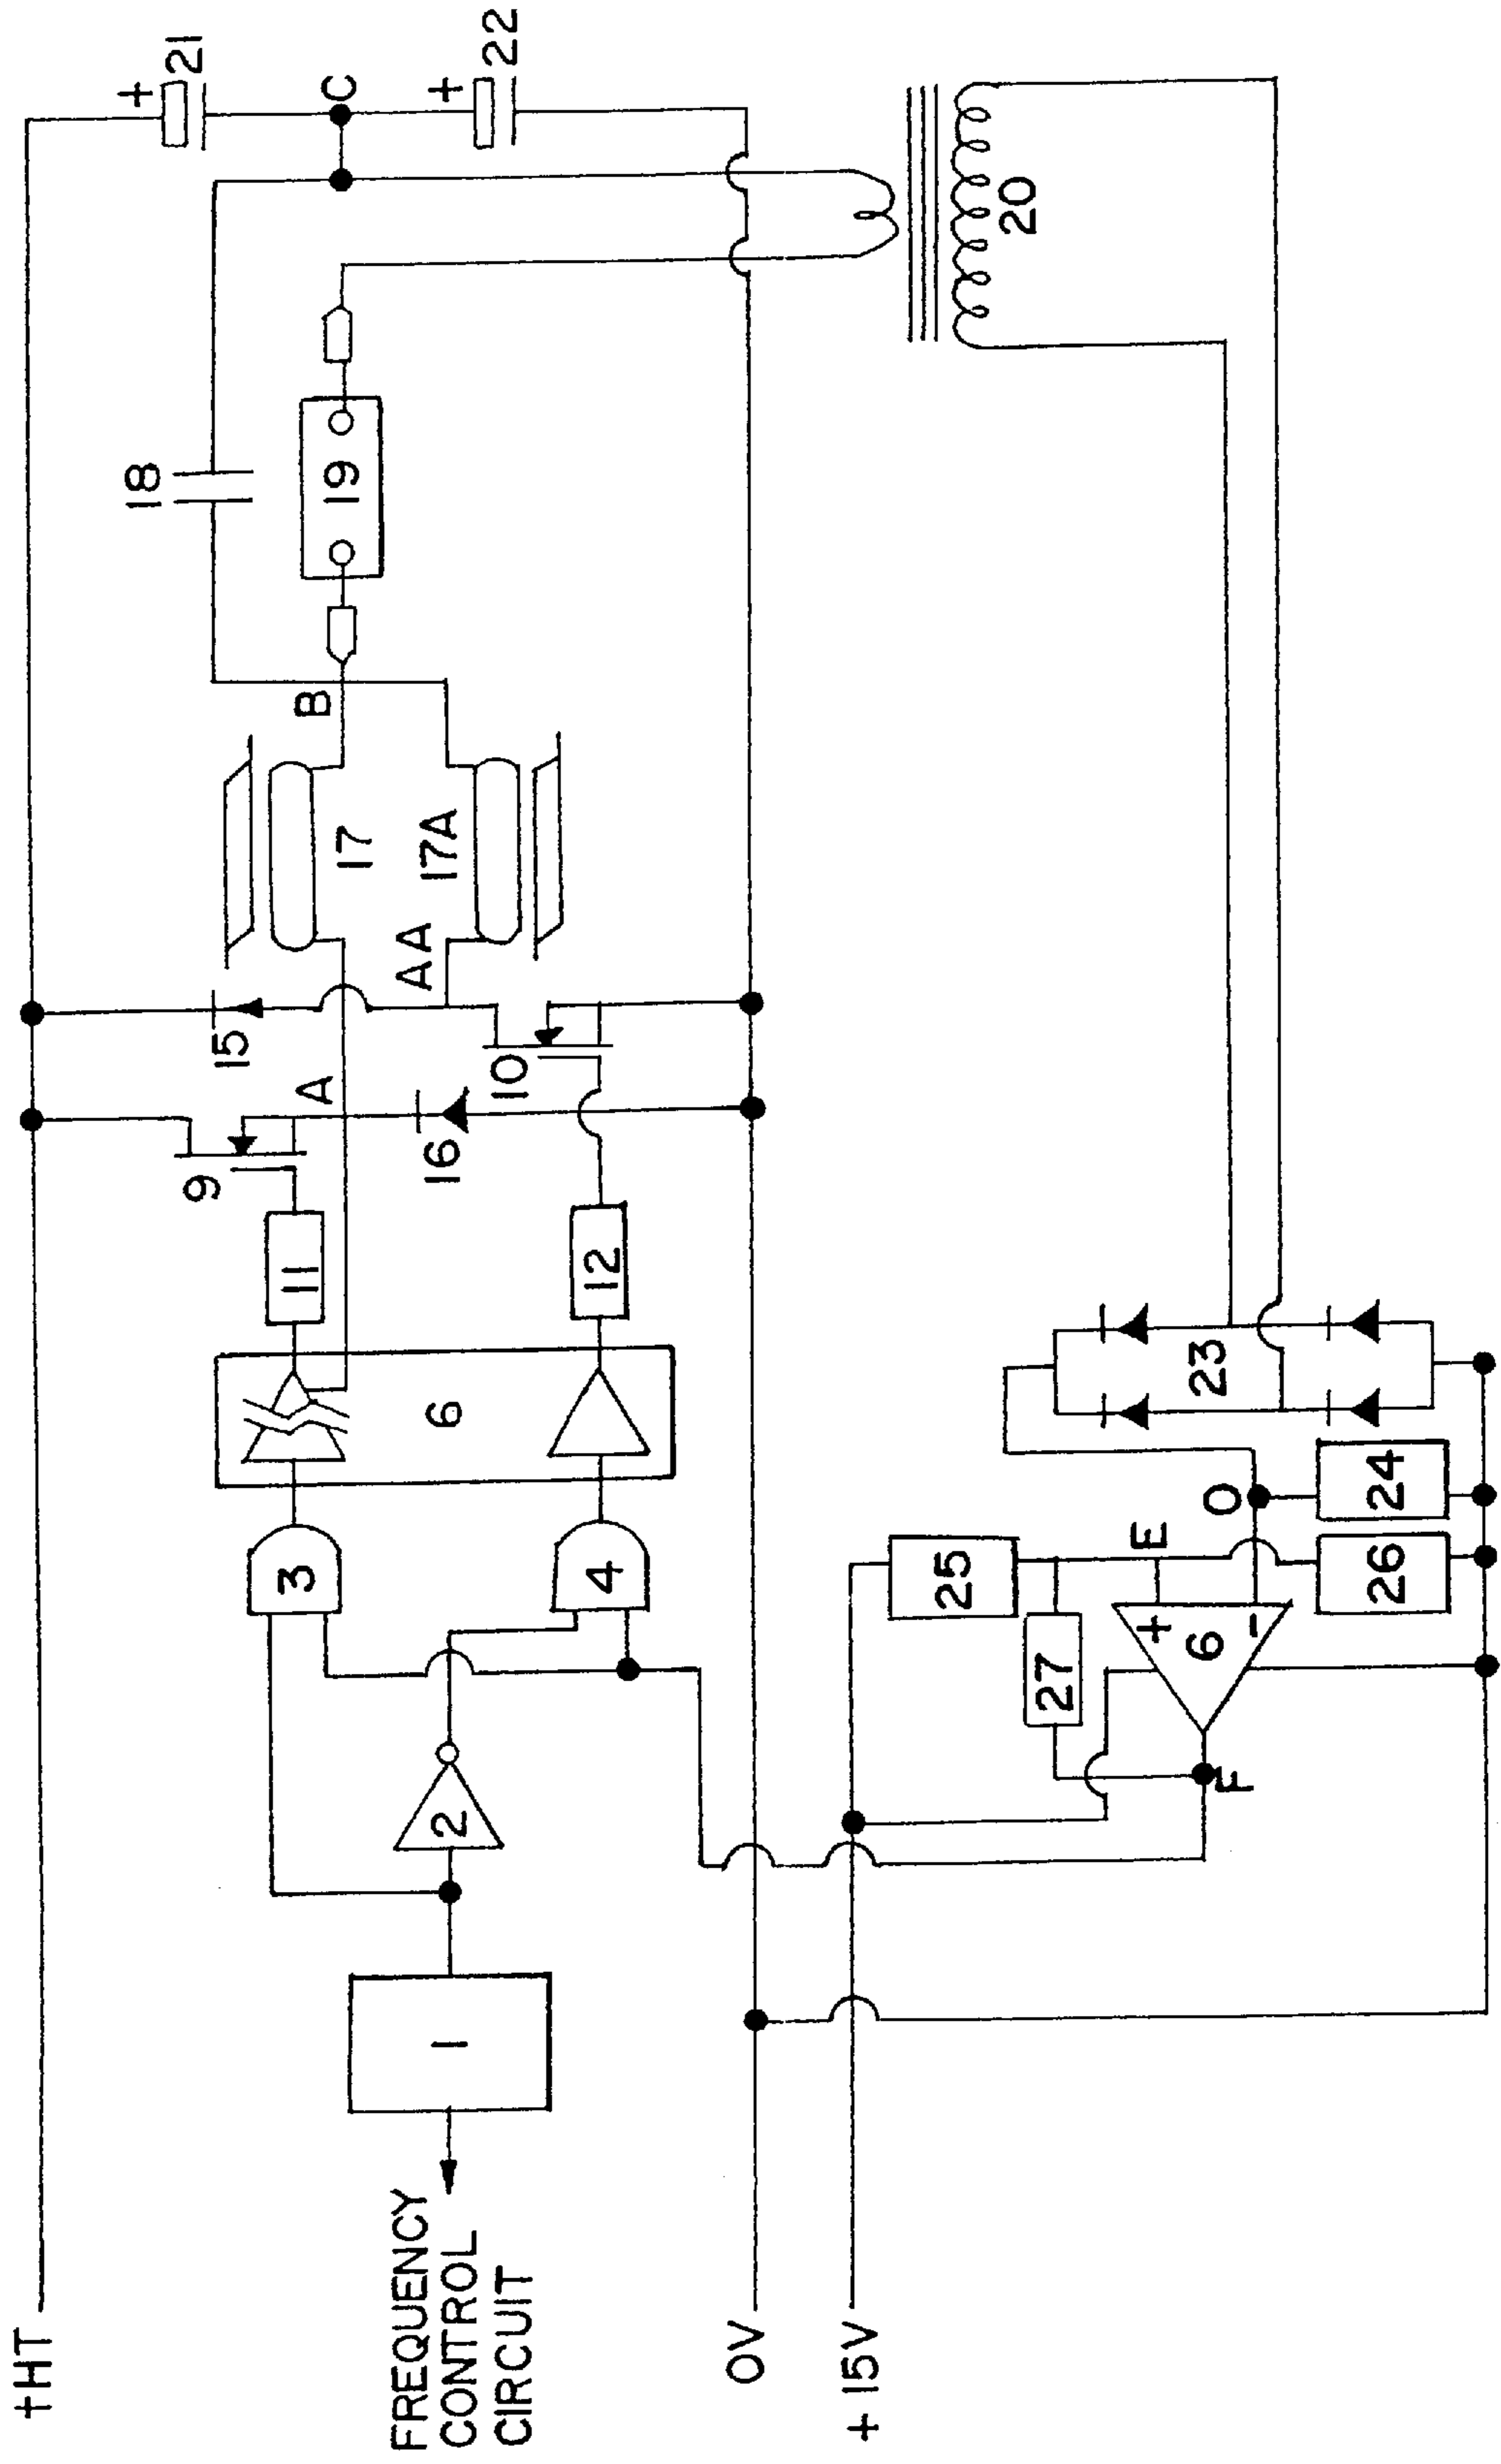 +HT
FREQUENCY
CONTROL
CIRCUIT
0V
+ 15V
1
2
3
4
6
11
12
9
A
16
15
10
AA
17
17A
B
18
19
+
21
C
+
22
20
23
24
O
E
25
26
27
+
-
6
F